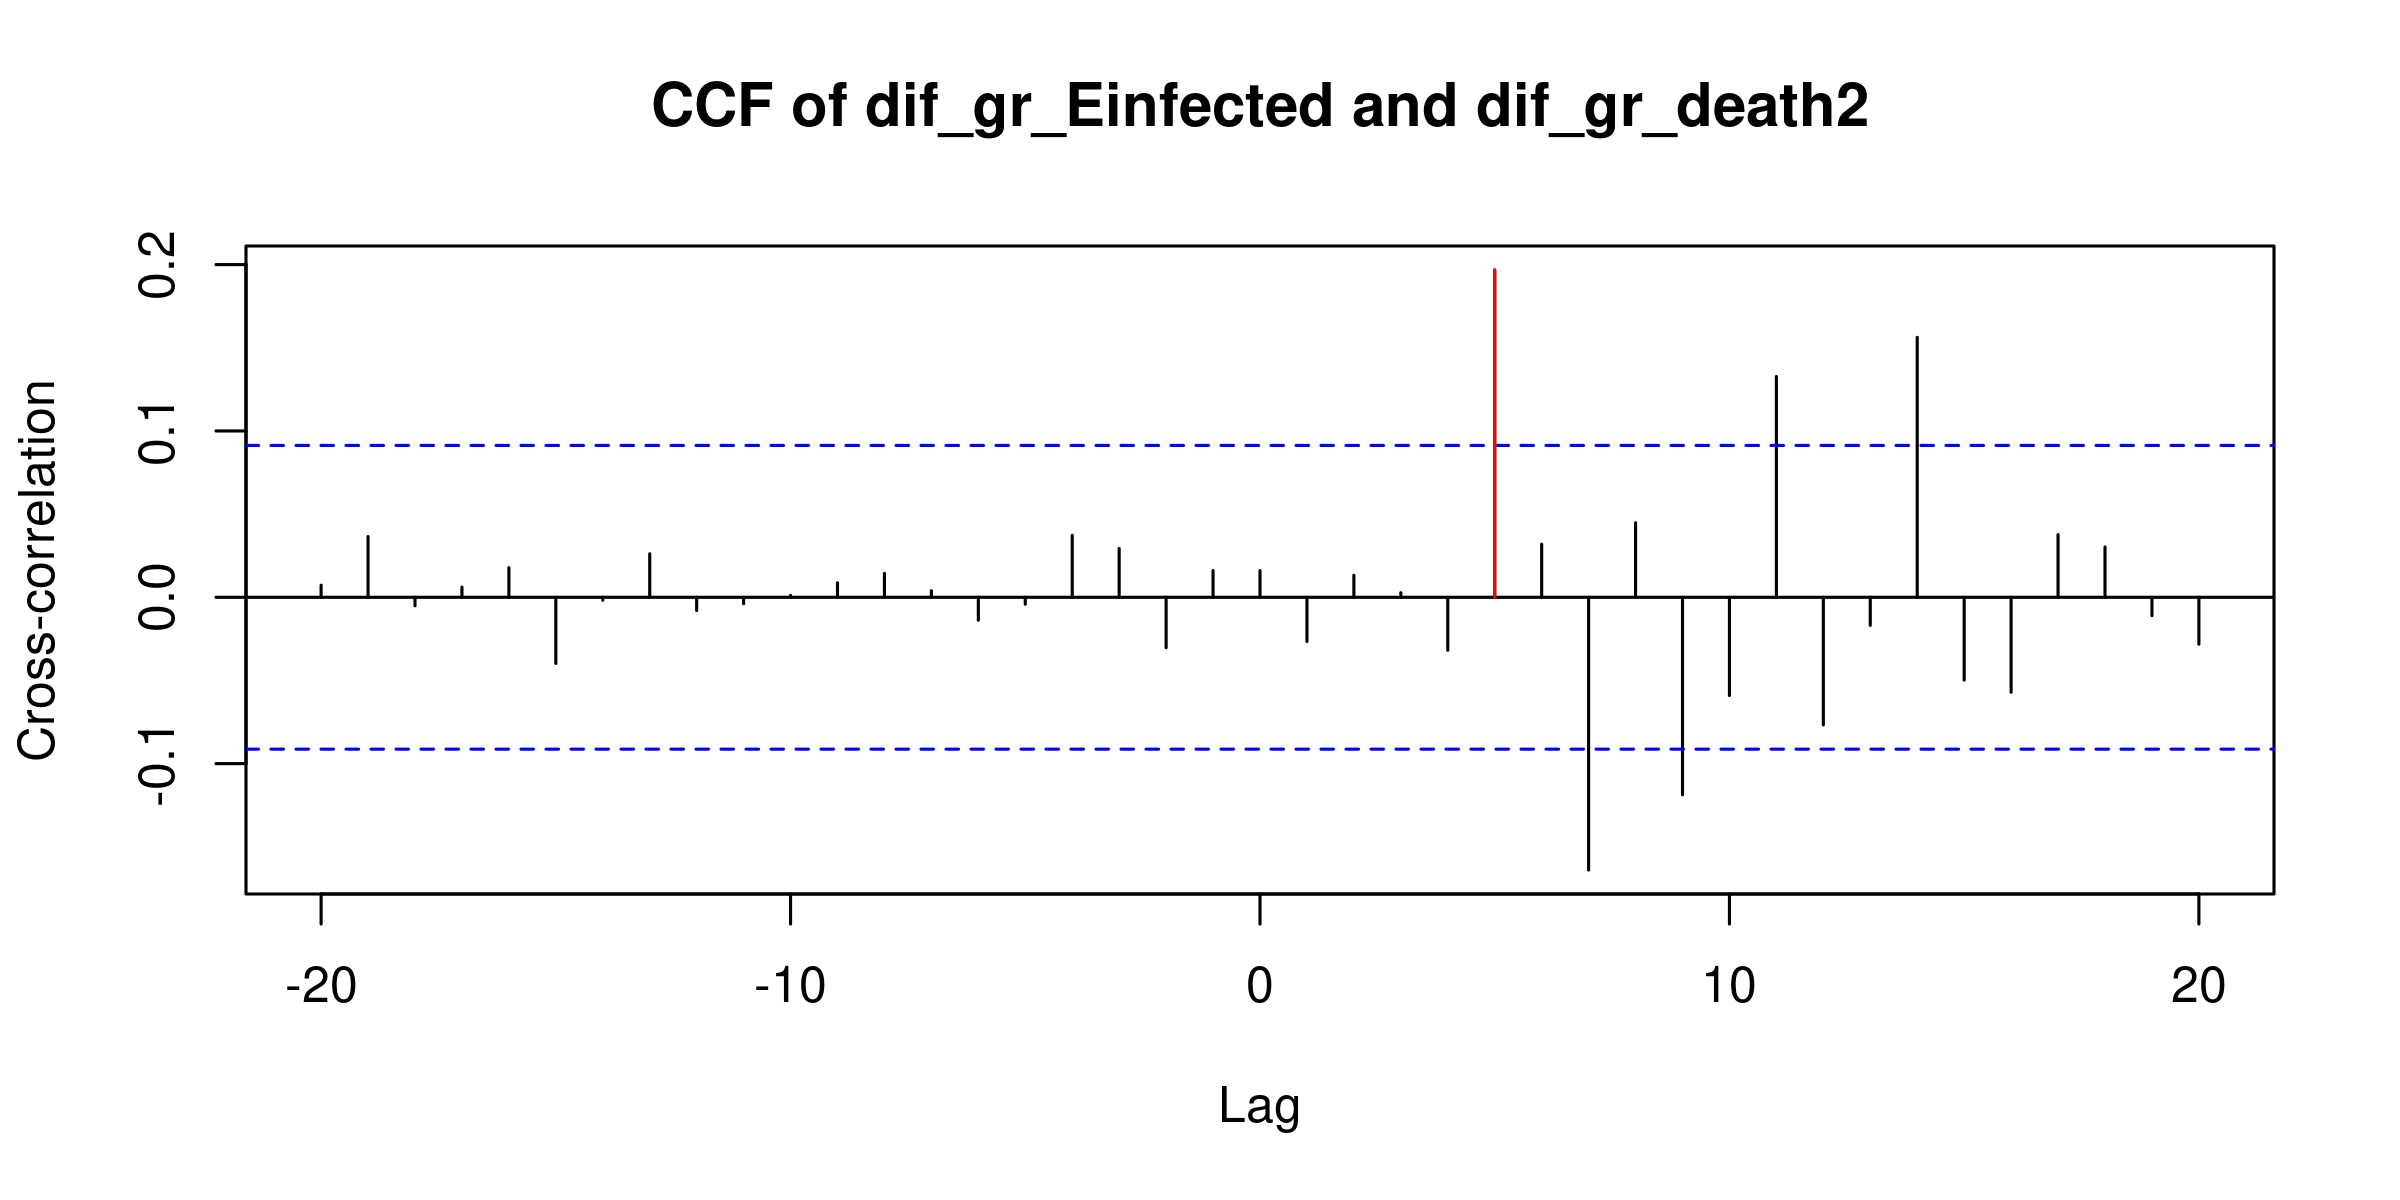 CCF of dif_gr_Einfected and dif_gr_death2
Cross-correlation
0.2
0.1
0.0
-0.1
-20 -10 0 10 20
Lag